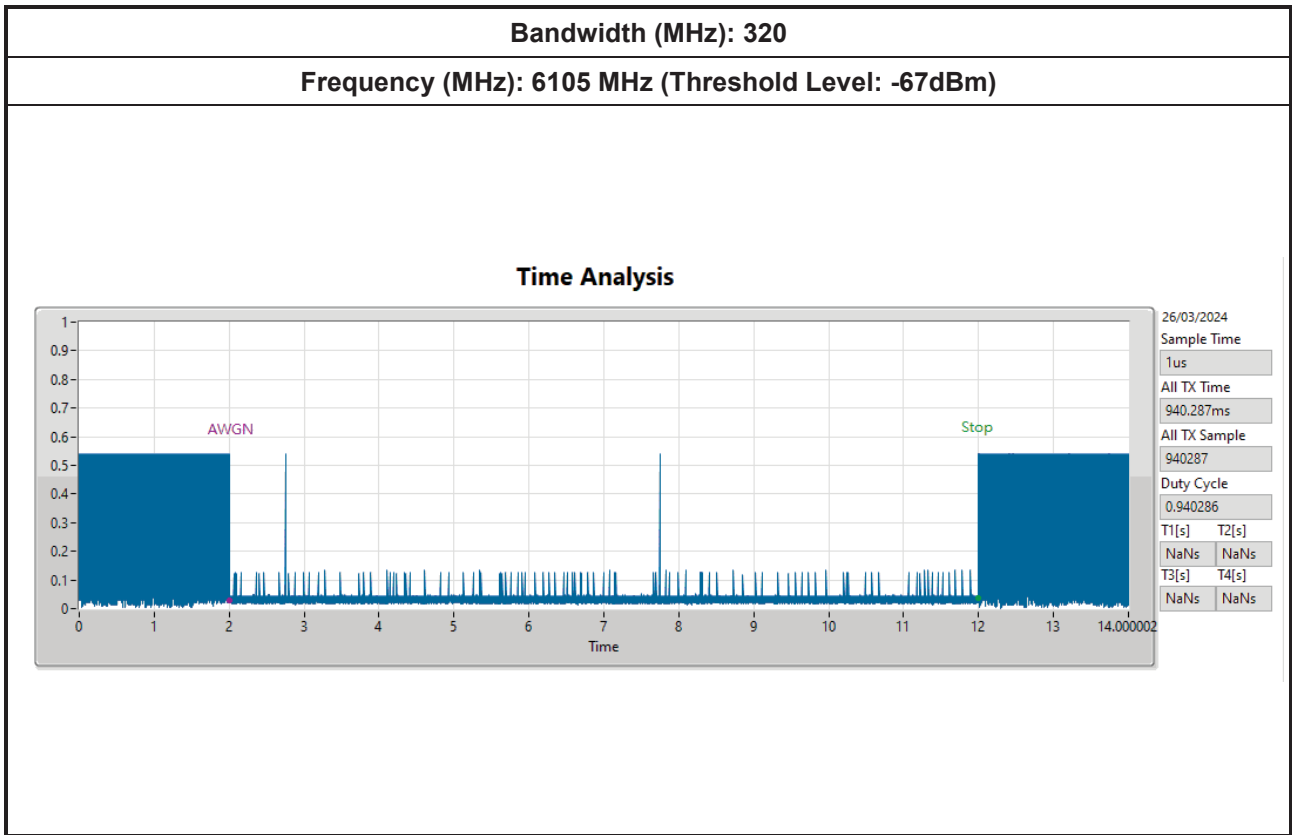 Bandwidth (MHz): 320
Frequency (MHz): 6105 MHz (Threshold Level: -67dBm)
Time Analysis
1
0.9
0.8
0.7
0.6
0.5
0.4
0.3
0.2
0.1
0
AWGN
Stop
0 1 2 3 4 5 6 7 8 9 10 11 12 13 14.000002
Time
26/03/2024
Sample Time
1us
All TX Time
940.287ms
All TX Sample
940287
Duty Cycle
0.940286
T1[s] T2[s]
NaNs NaNs
T3[s] T4[s]
NaNs NaNs